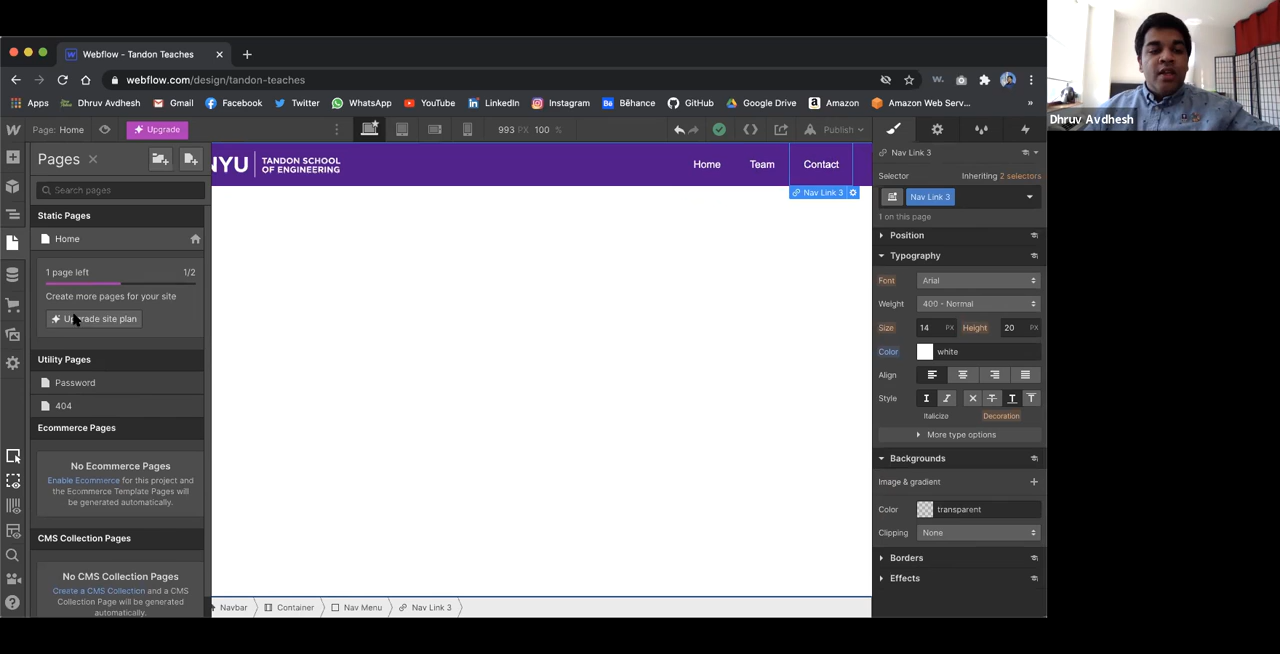 Webflow - Tandon Teaches
webflow.com/design/tandon-teaches
Apps Dhruv Avdhesh Gmail Facebook Twitter WhatsApp YouTube LinkedIn Instagram Bēhance GitHub Google Drive Amazon Amazon Web Serv... »
Dhruv Avdhesh
Page: Home Upgrade 993 PX 100 % Publish
Pages
Search pages
Static Pages
Home
1 page left 1/2
Create more pages for your site
Upgrade site plan
Utility Pages
Password
404
Ecommerce Pages
No Ecommerce Pages
Enable Ecommerce for this project and
the Ecommerce Template Pages will
be generated automatically.
CMS Collection Pages
No CMS Collection Pages
Create a CMS Collection and a CMS
Collection Page will be generated
automatically.
NYU TANDON SCHOOL
OF ENGINEERING
Home Team Contact
Nav Link 3
Navbar Container Nav Menu Nav Link 3
Nav Link 3
Selector Inheriting 2 selectors
Nav Link 3
1 on this page
Position
Typography
Font Arial
Weight 400 - Normal
Size 14 PX Height 20 PX
Color white
Align
Style
Italicize Decoration
More type options
Backgrounds
Image & gradient
Color transparent
Clipping None
Borders
Effects